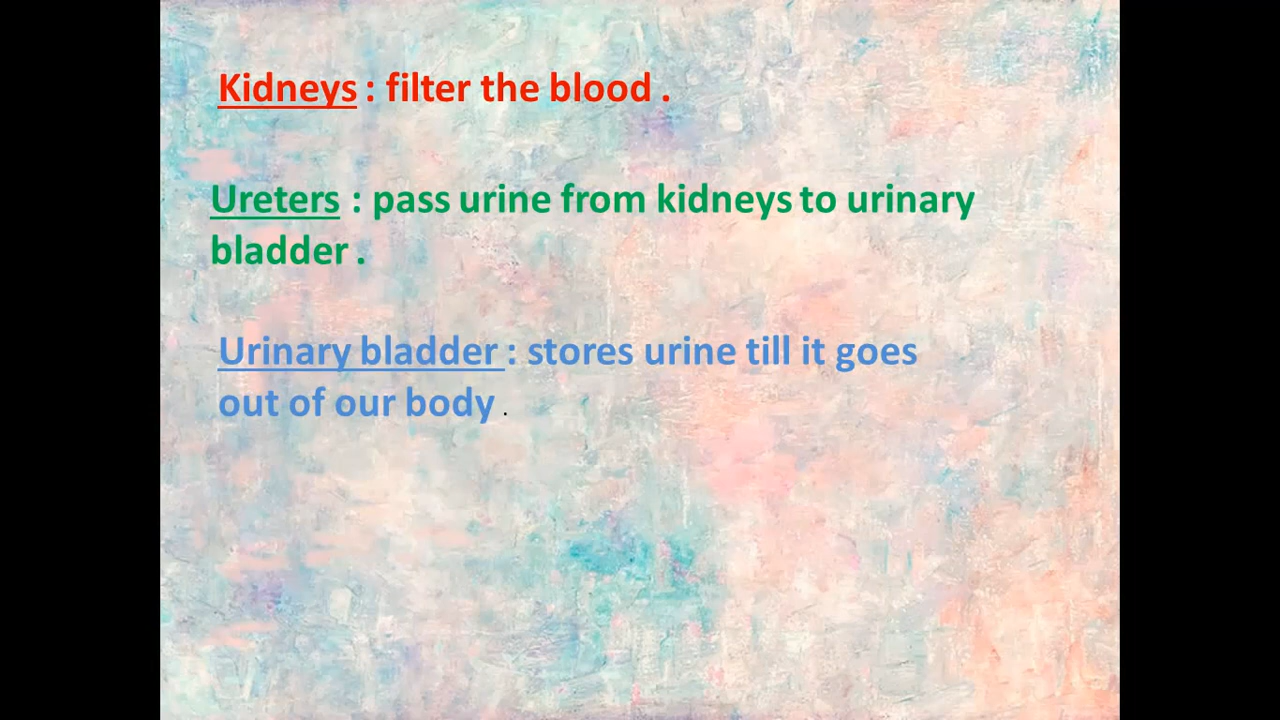 Kidneys : filter the blood .
Ureters : pass urine from kidneys to urinary
bladder .
Urinary bladder : stores urine till it goes
out of our body .